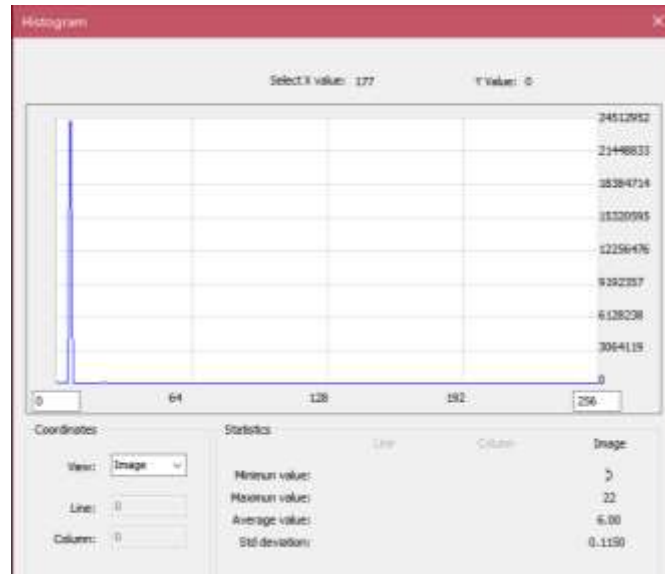 Histogram
Select X value: 177 Y Value: 0
24512952
21448833
18384714
15320595
12256476
9192357
6128238
3064119
0
0 64 128 192 256
Coordinates
View: Image
Line: 0
Column: 0
Statistics
Line Column Image
Minimun value:
Maximun value: 22
Average value: 6.00
Std deviation: 0.1150